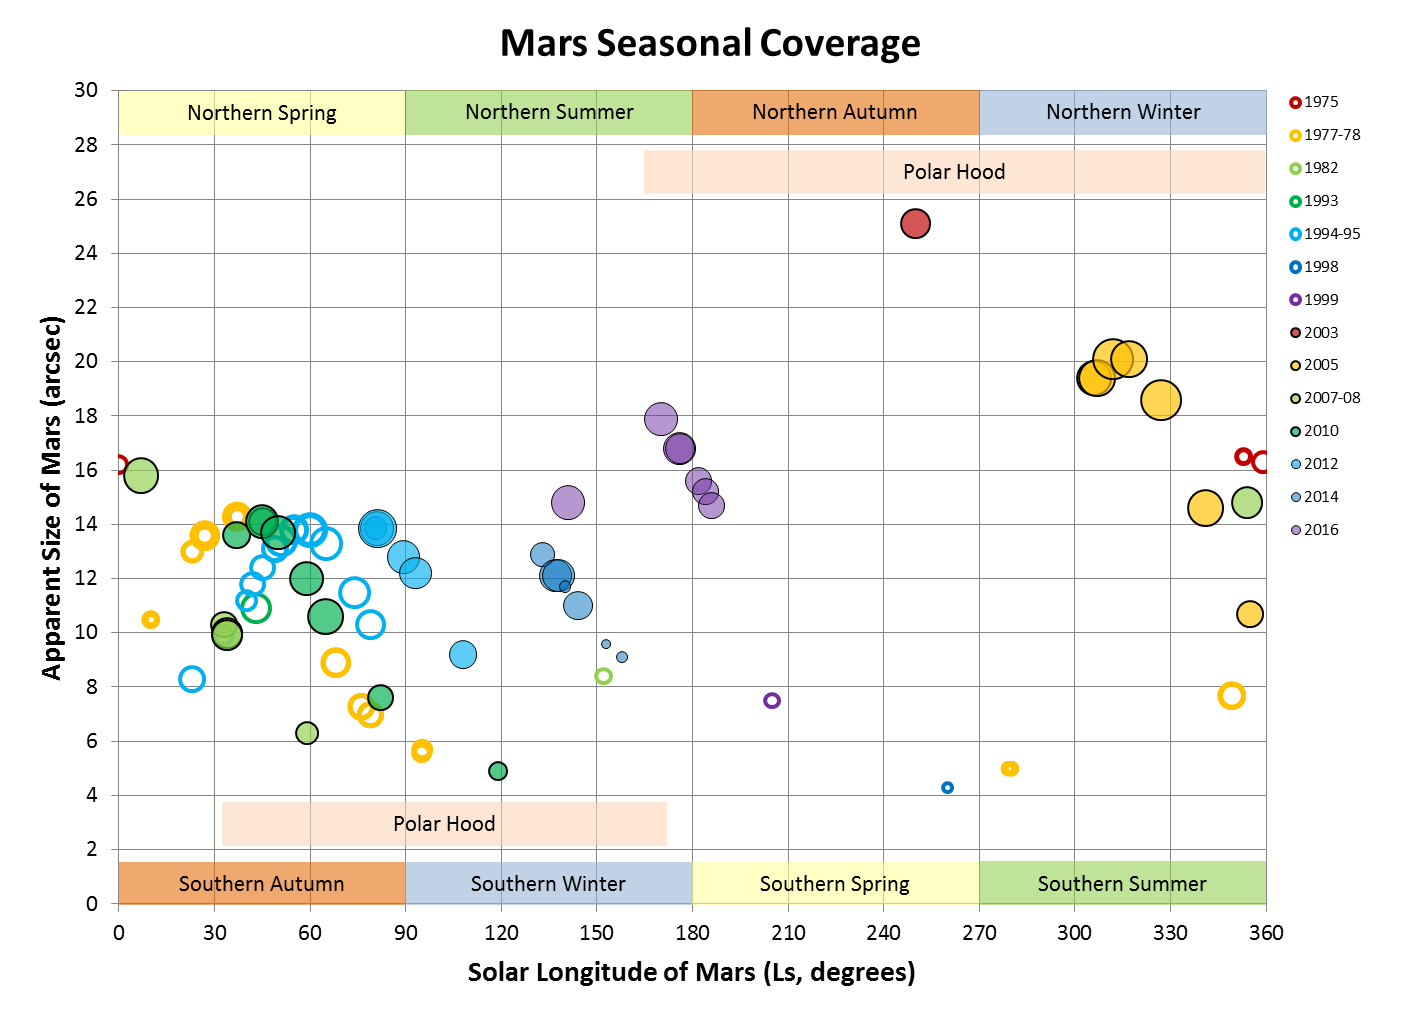 Mars Seasonal Coverage
30
28
26
24
22
20
18
16
14
12
10
8
6
4
2
0
Apparent Size of Mars (arcsec)
Northern Spring
Northern Summer
Northern Autumn
Northern Winter
Polar Hood
Polar Hood
Southern Autumn
Southern Winter
Southern Spring
Southern Summer
0 30 60 90 120 150 180 210 240 270 300 330 360
Solar Longitude of Mars (Ls, degrees)
1975
1977-78
1982
1993
1994-95
1998
1999
2003
2005
2007-08
2010
2012
2014
2016